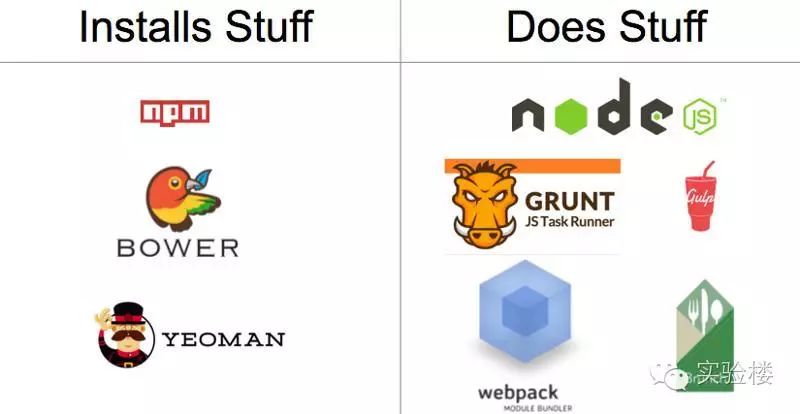 Installs Stuff
Does Stuff
npm
node
JS
TM
BOWER
GRUNT
JS Task Runner
Gulp
YEOMAN
webpack
MODULE BUNDLER
实验楼